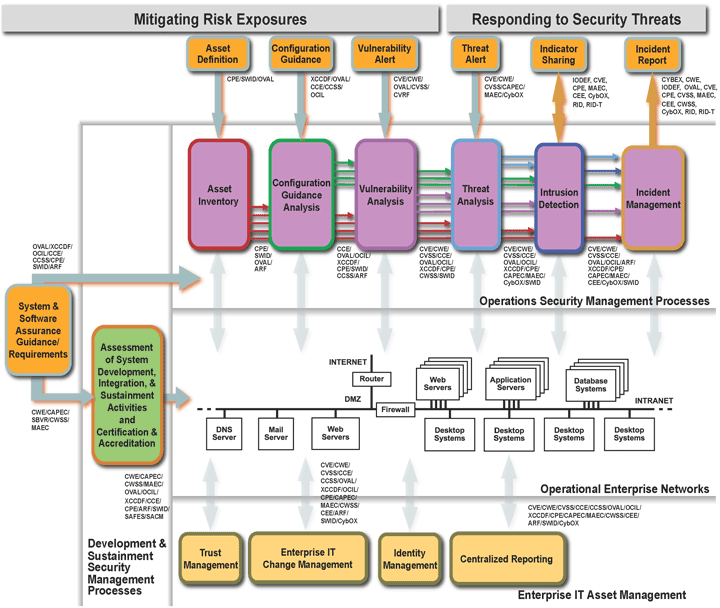 Mitigating Risk Exposures
Responding to Security Threats
Asset
Definition
Configuration
Guidance
Vulnerability
Alert
Threat
Alert
Indicator
Sharing
Incident
Report
CPE/SWID/OVAL
XCCDF/OVAL/
CCE/CCSS/
OCIL
CVE/CWE/
OVAL/CVSS/
CVRF
CVE/CWE/
CVSS/CAPEC/
MAEC/CybOX
IODEF, CVE,
CPE, MAEC,
CEE, CybOX,
RID, RID-T
CYBEX, CWE,
IODEF, OVAL, CVE,
CPE, CVSS, MAEC,
CEE, CWSS,
CybOX, RID, RID-T
Asset
Inventory
Configuration
Guidance
Analysis
Vulnerability
Analysis
Threat
Analysis
Intrusion
Detection
Incident
Management
CPE/
SWID/
OVAL/
ARF
CCE/
OVAL/OCIL/
XCCDF/
CPE/SWID/
CCSS/ARF
CVE/CWE/
CVSS/CCE/
CCSS/
OVAL/OCIL/
XCCDF/CPE/
CWSS/SWID
CVE/CWE/
CVSS/CCE/
CCSS/
OVAL/OCIL/
XCCDF/CPE/
CAPEC/MAEC/
CybOX/SWID
CVE/CWE/
CVSS/CCE/
CCSS/
OVAL/OCIL/ARF/
XCCDF/CPE/
CAPEC/MAEC/
CEE/CybOX/SWID
Operations Security Management Processes
OVAL/XCCDF/
OCIL/CCE/
CCSS/CPE/
SWID/ARF
System &
Software
Assurance
Guidance/
Requirements
CWE/CAPEC/
SBVR/CWSS/
MAEC
Assessment
of System
Development,
Integration, &
Sustainment
Activities
and
Certification &
Accreditation
CWE/CAPEC/
CWSS/MAEC/
OVAL/OCIL/
XCCDF/CCE/
CPE/ARF/SWID/
SAFES/SACM
Development &
Sustainment
Security
Management
Processes
INTERNET
Router
DMZ
Firewall
INTRANET
Web
Servers
Application
Servers
Database
Systems
DNS
Server
Mail
Server
Web
Servers
Desktop
Systems
Desktop
Systems
Desktop
Systems
Desktop
Systems
Operational Enterprise Networks
CVE/CWE/
CVSS/CCE/
CCSS/OVAL/
XCCDF/OCIL/
CPE/CAPEC/
MAEC/CWSS/
CEE/ARF/
SWID/CybOX
CVE/CWE/CVSS/CCE/CCSS/OVAL/OCIL/
XCCDF/CPE/CAPEC/MAEC/CWSS/CEE/
ARF/SWID/CybOX
Trust
Management
Enterprise IT
Change Management
Identity
Management
Centralized Reporting
Enterprise IT Asset Management